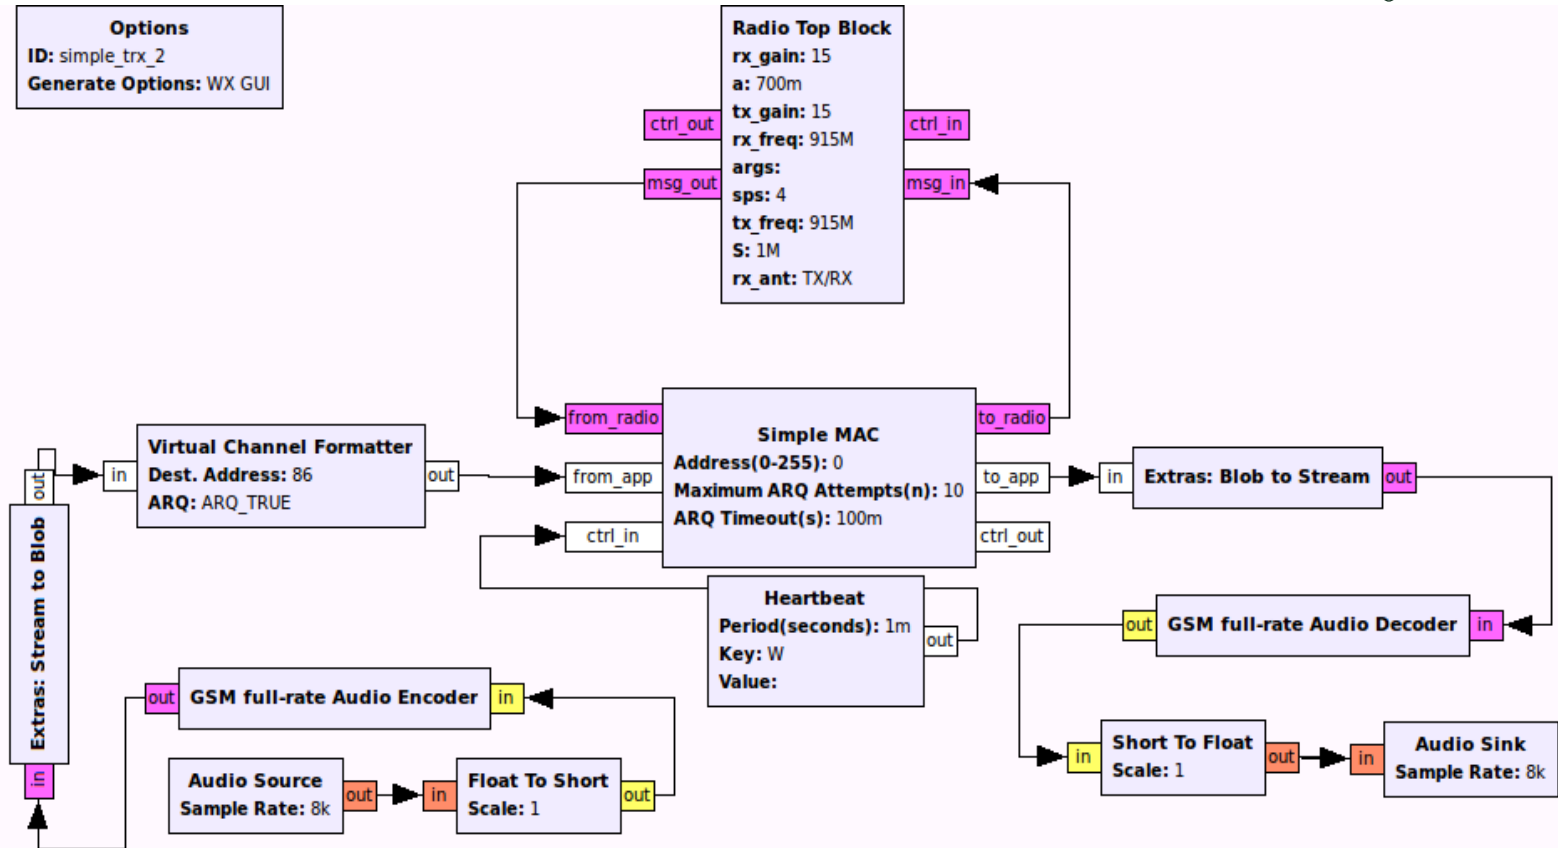 Options
ID: simple_trx_2
Generate Options: WX GUI
Radio Top Block
rx_gain: 15
a: 700m
tx_gain: 15
rx_freq: 915M
args:
sps: 4
tx_freq: 915M
S: 1M
rx_ant: TX/RX
ctrl_out
ctrl_in
msg_out
msg_in
Virtual Channel Formatter
Dest. Address: 86
ARQ: ARQ_TRUE
in
out
Simple MAC
Address(0-255): 0
Maximum ARQ Attempts(n): 10
ARQ Timeout(s): 100m
from_radio
from_app
ctrl_in
to_radio
to_app
ctrl_out
in
Extras: Blob to Stream
out
out
Extras: Stream to Blob
in
Heartbeat
Period(seconds): 1m
Key: W
Value:
out
out
GSM full-rate Audio Decoder
in
out
GSM full-rate Audio Encoder
in
Audio Source
Sample Rate: 8k
out
in
Float To Short
Scale: 1
out
in
Short To Float
Scale: 1
out
in
Audio Sink
Sample Rate: 8k